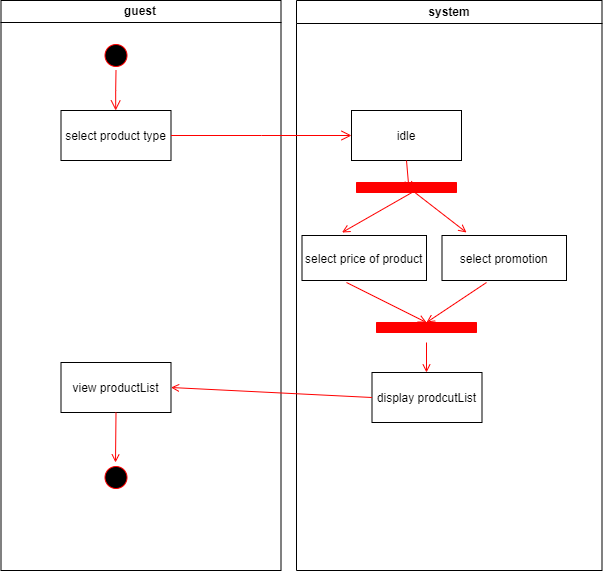 guest
system
select product type
idle
select price of product
select promotion
view productList
display prodcutList